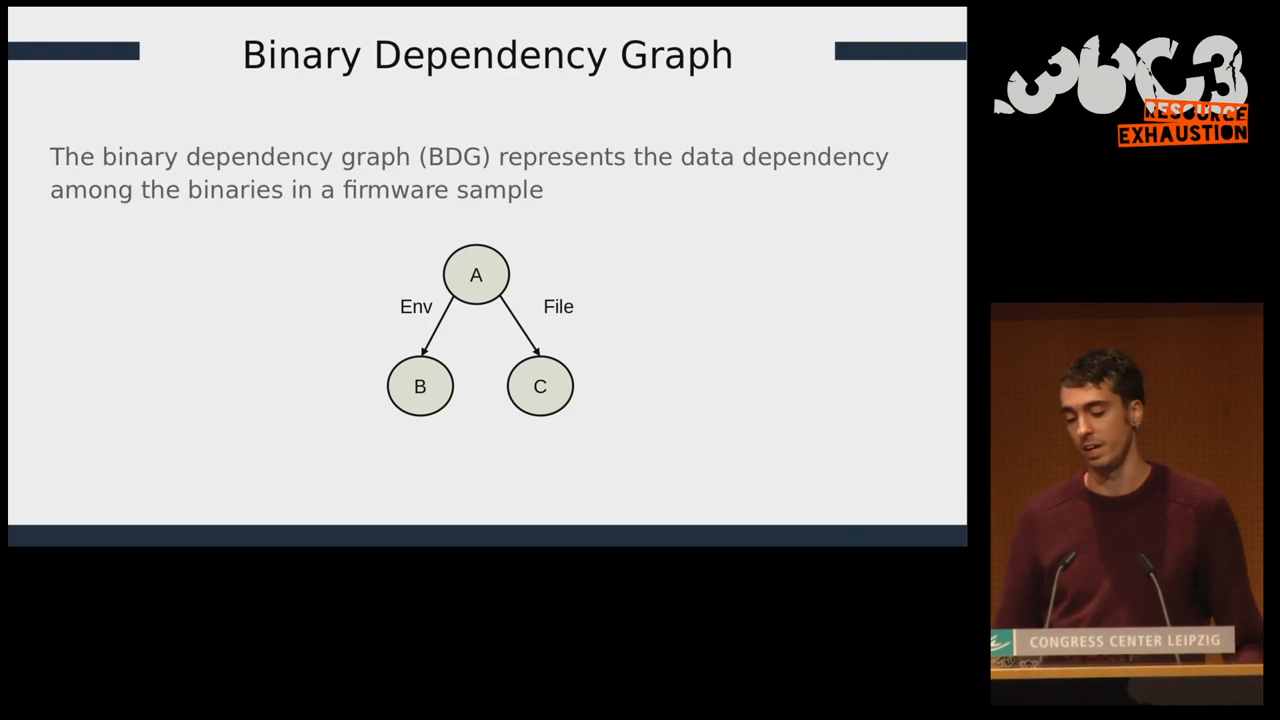 Binary Dependency Graph
The binary dependency graph (BDG) represents the data dependency
among the binaries in a firmware sample
A
Env
File
B
C
36C3
RESOURCE
EXHAUSTION
CONGRESS CENTER LEIPZIG